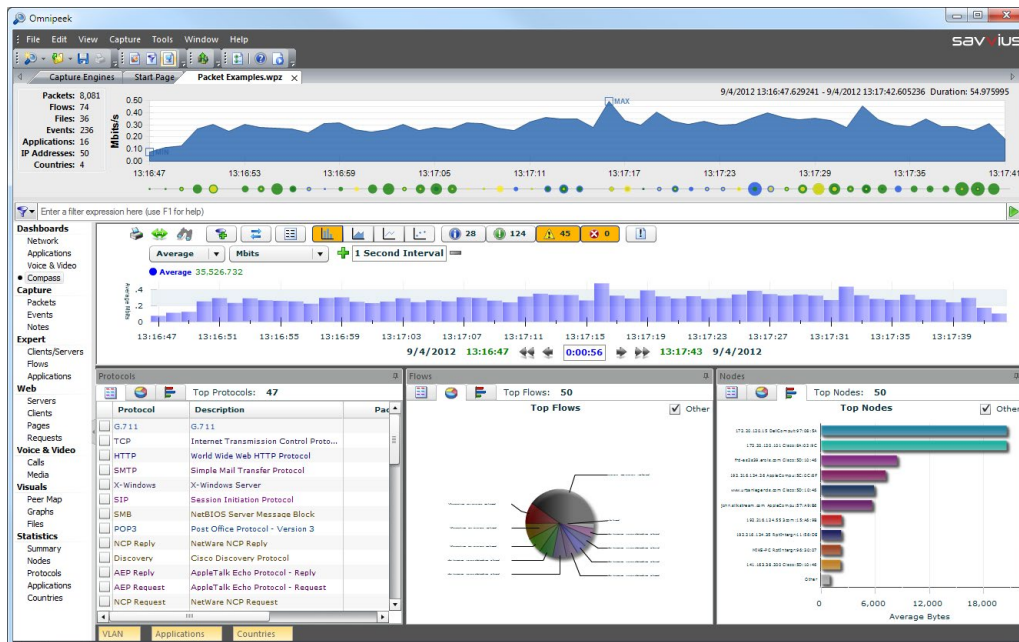 Omnipeek
File Edit View Capture Tools Window Help
savvius
Capture Engines Start Page Packet Examples.wpz
Packets: 8,081
Flows: 74
Files: 36
Events: 236
Applications: 16
IP Addresses: 50
Countries: 4
9/4/2012 13:16:47.629241 - 9/4/2012 13:17:42.605236 Duration: 54.975995
Mbits/s
0.50
0.40
0.30
0.20
0.10
0.00
MAX
13:16:47 13:16:53 13:16:59 13:17:05 13:17:11 13:17:17 13:17:23 13:17:29 13:17:35 13:17:41
Enter a filter expression here (use F1 for help)
Dashboards
Network
Applications
Voice & Video
Compass
Capture
Packets
Events
Notes
Expert
Clients/Servers
Flows
Applications
Web
Servers
Clients
Pages
Requests
Voice & Video
Calls
Media
Visuals
Peer Map
Graphs
Files
Statistics
Summary
Nodes
Protocols
Applications
Countries
28 124 45 0
Average Mbits 1 Second Interval
Average 35.526.732
Average Mbits
.4
.2
0
13:16:47 13:16:51 13:16:55 13:16:59 13:17:03 13:17:07 13:17:11 13:17:15 13:17:19 13:17:23 13:17:27 13:17:31 13:17:35 13:17:39
9/4/2012 13:16:47 0:00:56 13:17:43 9/4/2012
Protocols
Top Protocols: 47
Protocol Description
G.711 G.711
TCP Internet Transmission Control Proto...
HTTP World Wide Web HTTP Protocol
SMTP Simple Mail Transfer Protocol
X-Windows X-Windows Server
SIP Session Initiation Protocol
SMB NetBIOS Server Message Block
POP3 Post Office Protocol - Version 3
NCP Reply NetWare NCP Reply
Discovery Cisco Discovery Protocol
AEP Reply AppleTalk Echo Protocol - Reply
AEP Request AppleTalk Echo Protocol - Request
NCP Request NetWare NCP Request
Flows
Top Flows: 50
Top Flows Other
Nodes
Top Nodes: 50
Top Nodes Other
Other
0 6,000 12,000 18,000
Average Bytes
VLAN Applications Countries